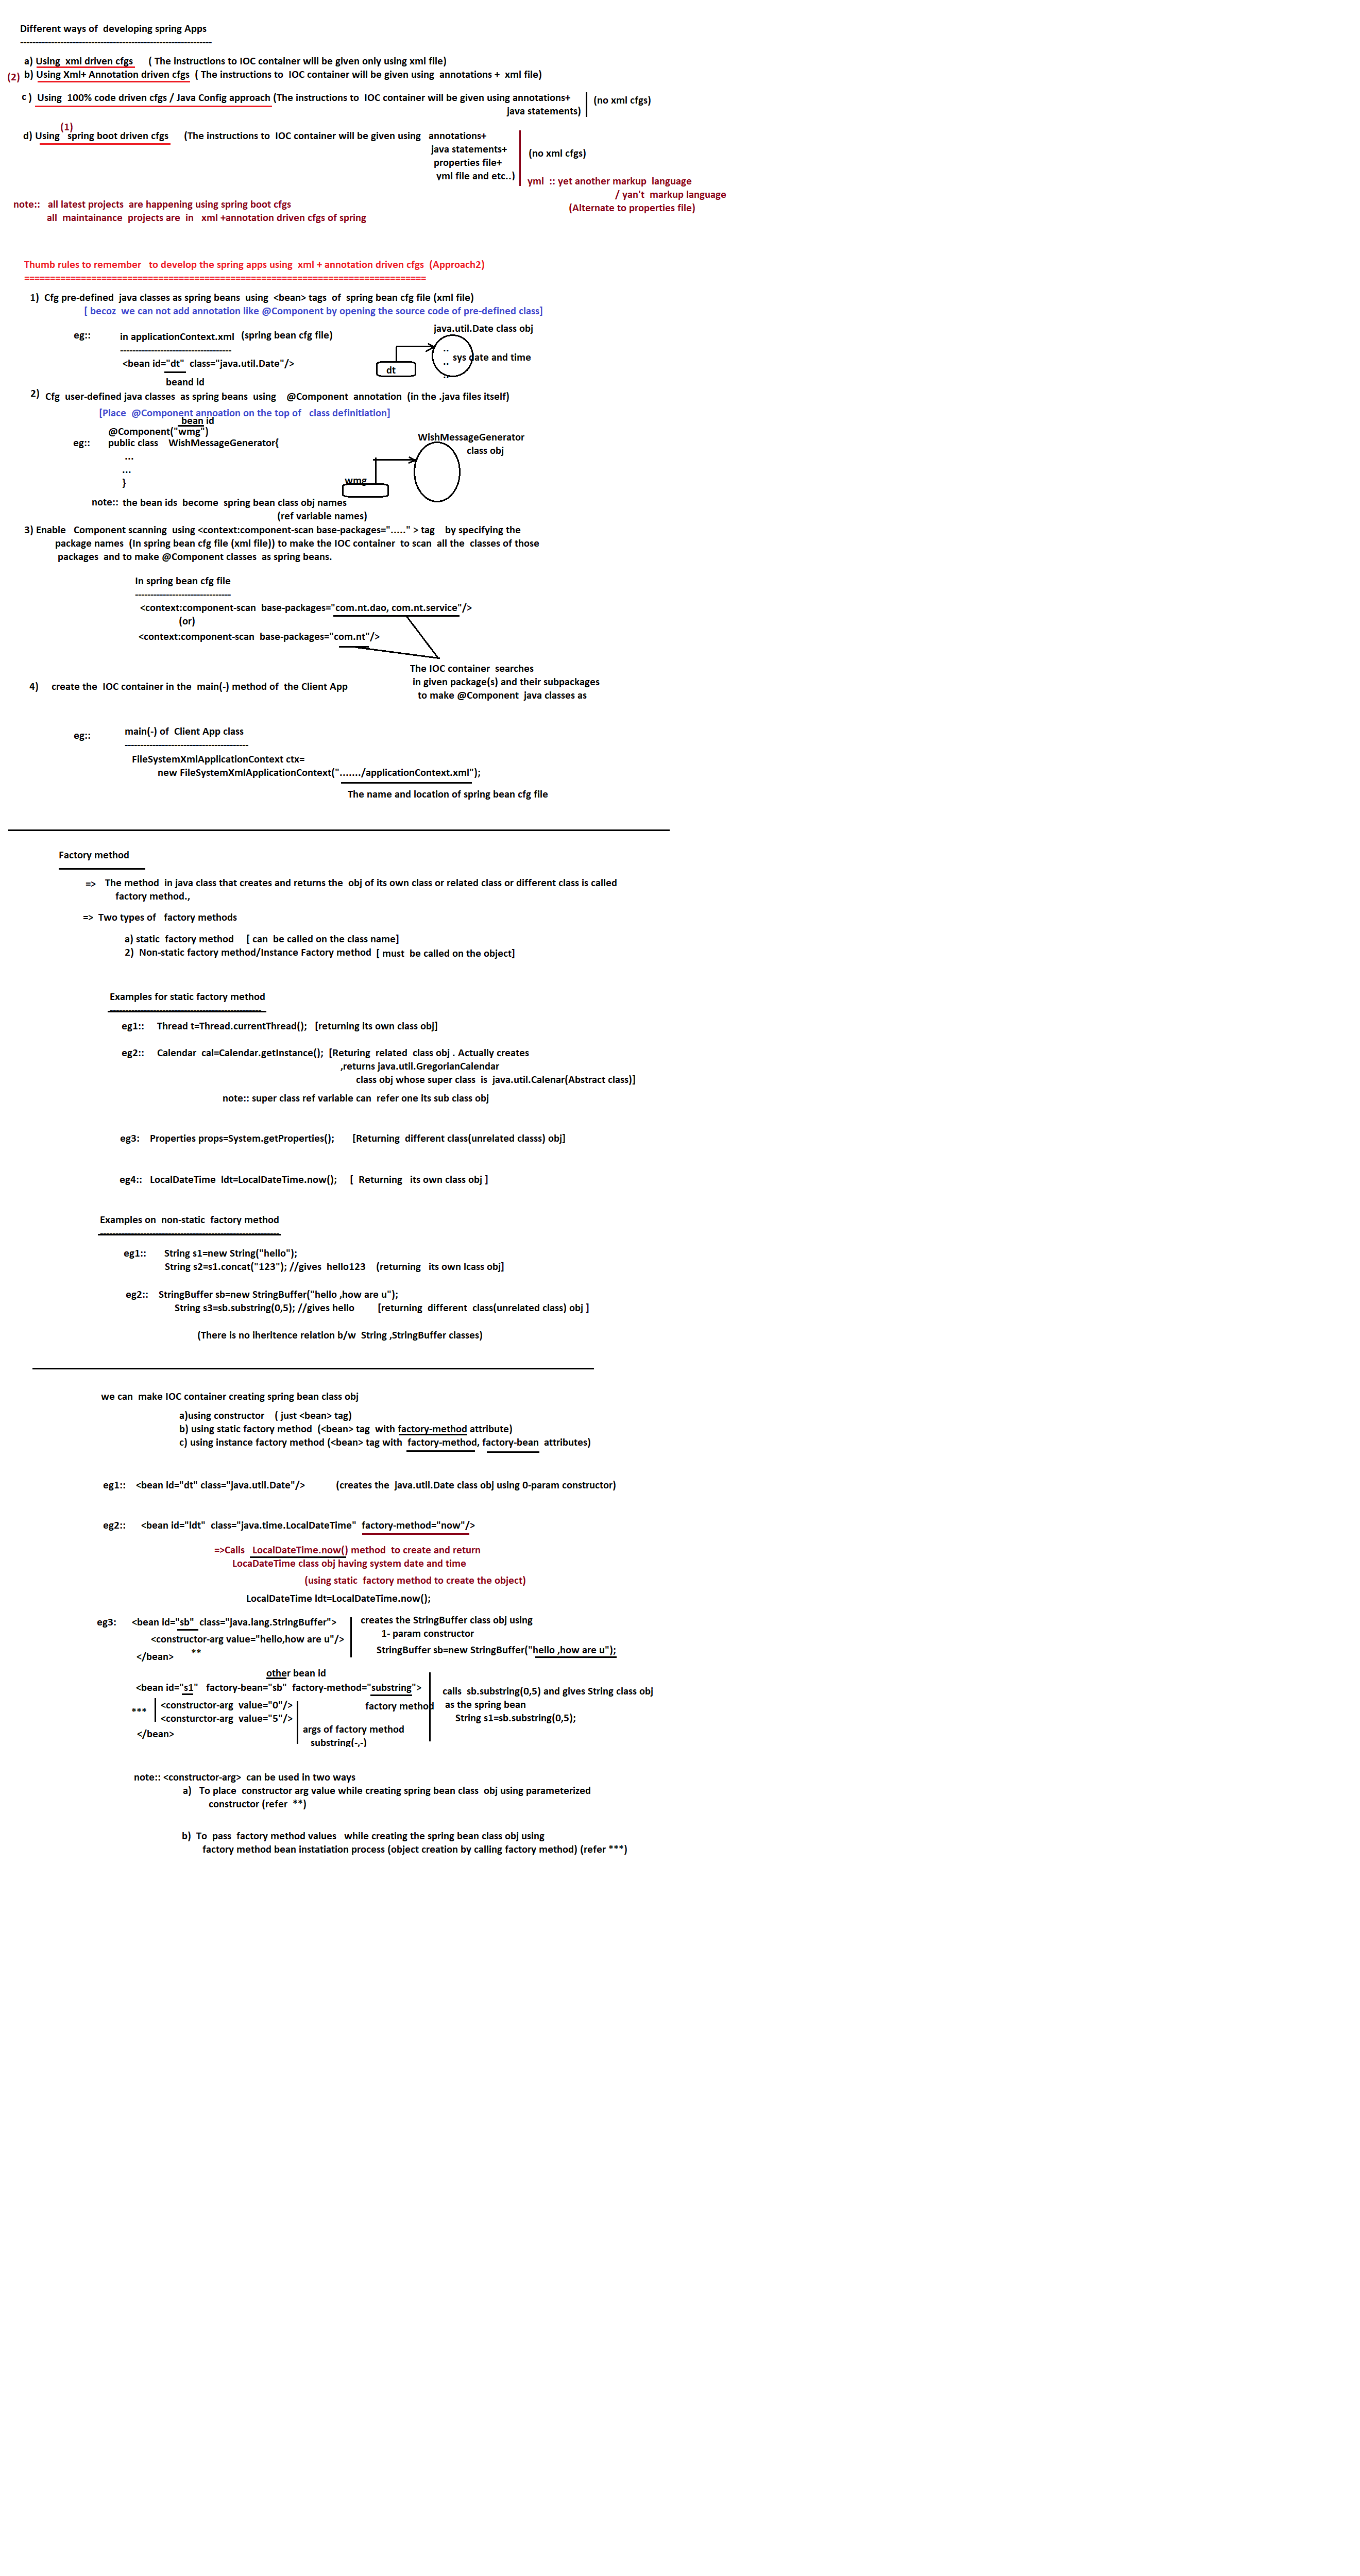 Different ways of developing spring Apps
---------------------------------------------------------------
a) Using xml driven cfgs ( The instructions to IOC container will be given only using xml file)
(2) b) Using Xml+ Annotation driven cfgs ( The instructions to IOC container will be given using annotations + xml file)
c ) Using 100% code driven cfgs / Java Config approach (The instructions to IOC container will be given using annotations+
java statements)
(no xml cfgs)
(1)
d) Using spring boot driven cfgs (The instructions to IOC container will be given using annotations+
java statements+
properties file+
yml file and etc..)
(no xml cfgs)
yml :: yet another markup language
/ yan't markup language
(Alternate to properties file)
note:: all latest projects are happening using spring boot cfgs
all maintainance projects are in xml +annotation driven cfgs of spring
Thumb rules to remember to develop the spring apps using xml + annotation driven cfgs (Approach2)
==============================================================================
1) Cfg pre-defined java classes as spring beans using <bean> tags of spring bean cfg file (xml file)
[ becoz we can not add annotation like @Component by opening the source code of pre-defined class]
eg:: in applicationContext.xml (spring bean cfg file)
------------------------------------
<bean id="dt" class="java.util.Date"/>
beand id
java.util.Date class obj
..
sys date and time
..
..
dt
2) Cfg user-defined java classes as spring beans using @Component annotation (in the .java files itself)
[Place @Component annoation on the top of class definitiation]
bean id
@Component("wmg")
eg:: public class WishMessageGenerator{
...
...
}
WishMessageGenerator
class obj
wmg
note:: the bean ids become spring bean class obj names
(ref variable names)
3) Enable Component scanning using <context:component-scan base-packages="....." > tag by specifying the
package names (In spring bean cfg file (xml file)) to make the IOC container to scan all the classes of those
packages and to make @Component classes as spring beans.
In spring bean cfg file
-------------------------------
<context:component-scan base-packages="com.nt.dao, com.nt.service"/>
(or)
<context:component-scan base-packages="com.nt"/>
The IOC container searches
in given package(s) and their subpackages
to make @Component java classes as
4) create the IOC container in the main(-) method of the Client App
eg:: main(-) of Client App class
----------------------------------------
FileSystemXmlApplicationContext ctx=
new FileSystemXmlApplicationContext("......./applicationContext.xml");
The name and location of spring bean cfg file
Factory method
=> The method in java class that creates and returns the obj of its own class or related class or different class is called
factory method.,
=> Two types of factory methods
a) static factory method [ can be called on the class name]
2) Non-static factory method/Instance Factory method [ must be called on the object]
Examples for static factory method
eg1:: Thread t=Thread.currentThread(); [returning its own class obj]
eg2:: Calendar cal=Calendar.getInstance(); [Returing related class obj . Actually creates
,returns java.util.GregorianCalendar
class obj whose super class is java.util.Calenar(Abstract class)]
note:: super class ref variable can refer one its sub class obj
eg3: Properties props=System.getProperties(); [Returning different class(unrelated classs) obj]
eg4:: LocalDateTime ldt=LocalDateTime.now(); [ Returning its own class obj ]
Examples on non-static factory method
eg1:: String s1=new String("hello");
String s2=s1.concat("123"); //gives hello123 (returning its own lcass obj]
eg2:: StringBuffer sb=new StringBuffer("hello ,how are u");
String s3=sb.substring(0,5); //gives hello [returning different class(unrelated class) obj ]
(There is no iheritence relation b/w String ,StringBuffer classes)
we can make IOC container creating spring bean class obj
a)using constructor ( just <bean> tag)
b) using static factory method (<bean> tag with factory-method attribute)
c) using instance factory method (<bean> tag with factory-method, factory-bean attributes)
eg1:: <bean id="dt" class="java.util.Date"/> (creates the java.util.Date class obj using 0-param constructor)
eg2:: <bean id="ldt" class="java.time.LocalDateTime" factory-method="now"/>
=>Calls LocalDateTime.now() method to create and return
LocaDateTime class obj having system date and time
(using static factory method to create the object)
LocalDateTime ldt=LocalDateTime.now();
eg3: <bean id="sb" class="java.lang.StringBuffer">
<constructor-arg value="hello,how are u"/>
</bean> **
creates the StringBuffer class obj using
1- param constructor
StringBuffer sb=new StringBuffer("hello ,how are u");
other bean id
<bean id="s1" factory-bean="sb" factory-method="substring">
factory method
*** <constructor-arg value="0"/>
<consturctor-arg value="5"/>
</bean>
args of factory method
substring(-,-)
calls sb.substring(0,5) and gives String class obj
as the spring bean
String s1=sb.substring(0,5);
note:: <constructor-arg> can be used in two ways
a) To place constructor arg value while creating spring bean class obj using parameterized
constructor (refer **)
b) To pass factory method values while creating the spring bean class obj using
factory method bean instatiation process (object creation by calling factory method) (refer ***)